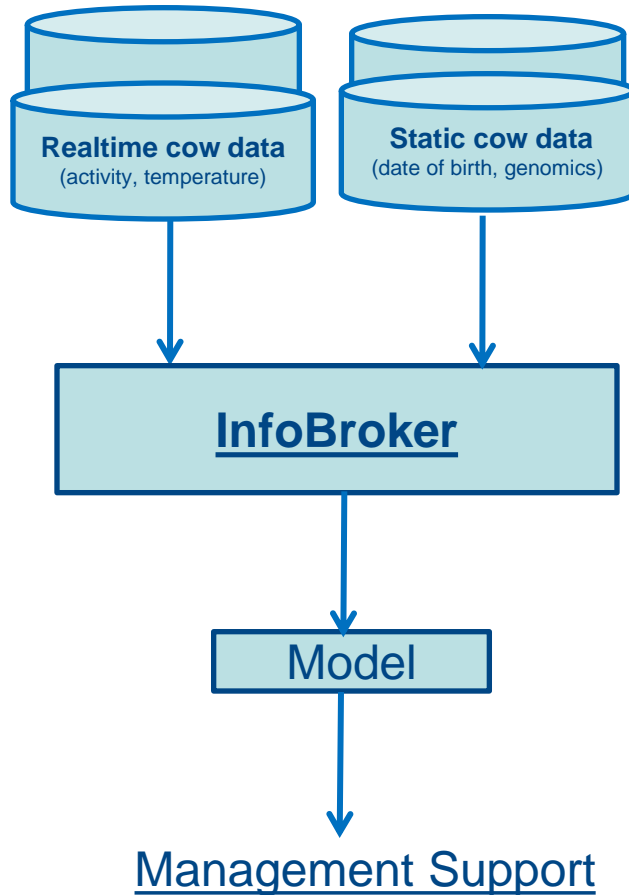 Realtime cow data
(activity, temperature)
Static cow data
(date of birth, genomics)
InfoBroker
Model
Management Support